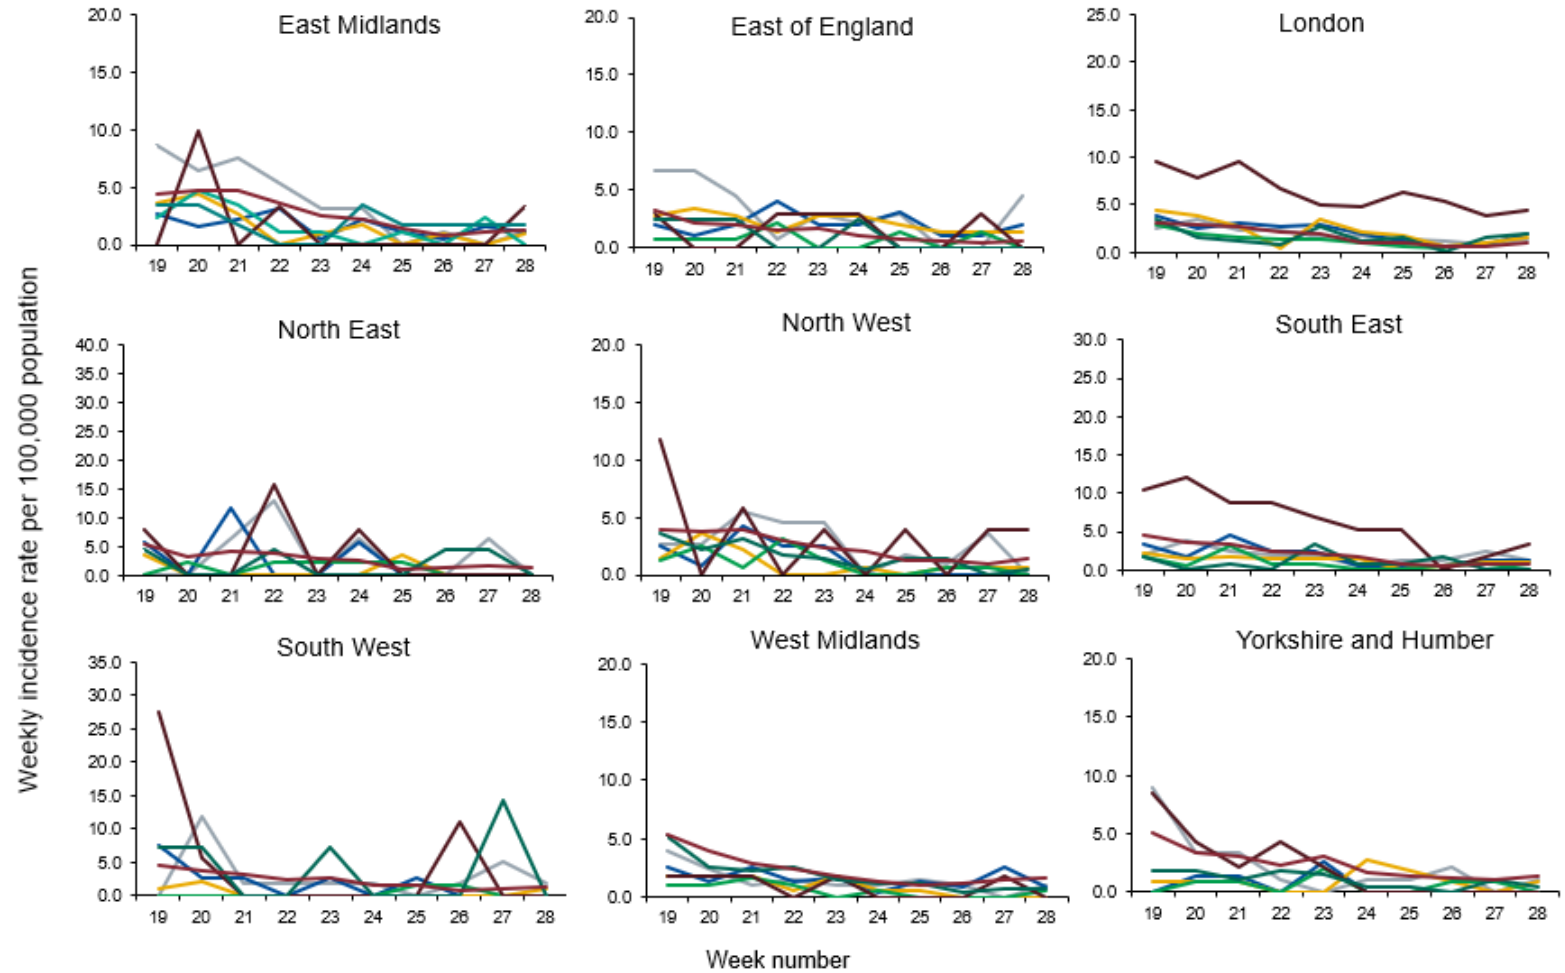 Weekly incidence rate per 100,000 population
East Midlands
20.0
15.0
10.0
5.0
0.0
19 20 21 22 23 24 25 26 27 28
East of England
20.0
15.0
10.0
5.0
0.0
19 20 21 22 23 24 25 26 27 28
London
25.0
20.0
15.0
10.0
5.0
0.0
19 20 21 22 23 24 25 26 27 28
North East
40.0
35.0
30.0
25.0
20.0
15.0
10.0
5.0
0.0
19 20 21 22 23 24 25 26 27 28
North West
20.0
15.0
10.0
5.0
0.0
19 20 21 22 23 24 25 26 27 28
South East
30.0
25.0
20.0
15.0
10.0
5.0
0.0
19 20 21 22 23 24 25 26 27 28
South West
35.0
30.0
25.0
20.0
15.0
10.0
5.0
0.0
19 20 21 22 23 24 25 26 27 28
West Midlands
20.0
15.0
10.0
5.0
0.0
19 20 21 22 23 24 25 26 27 28
Yorkshire and Humber
20.0
15.0
10.0
5.0
0.0
19 20 21 22 23 24 25 26 27 28
Week number